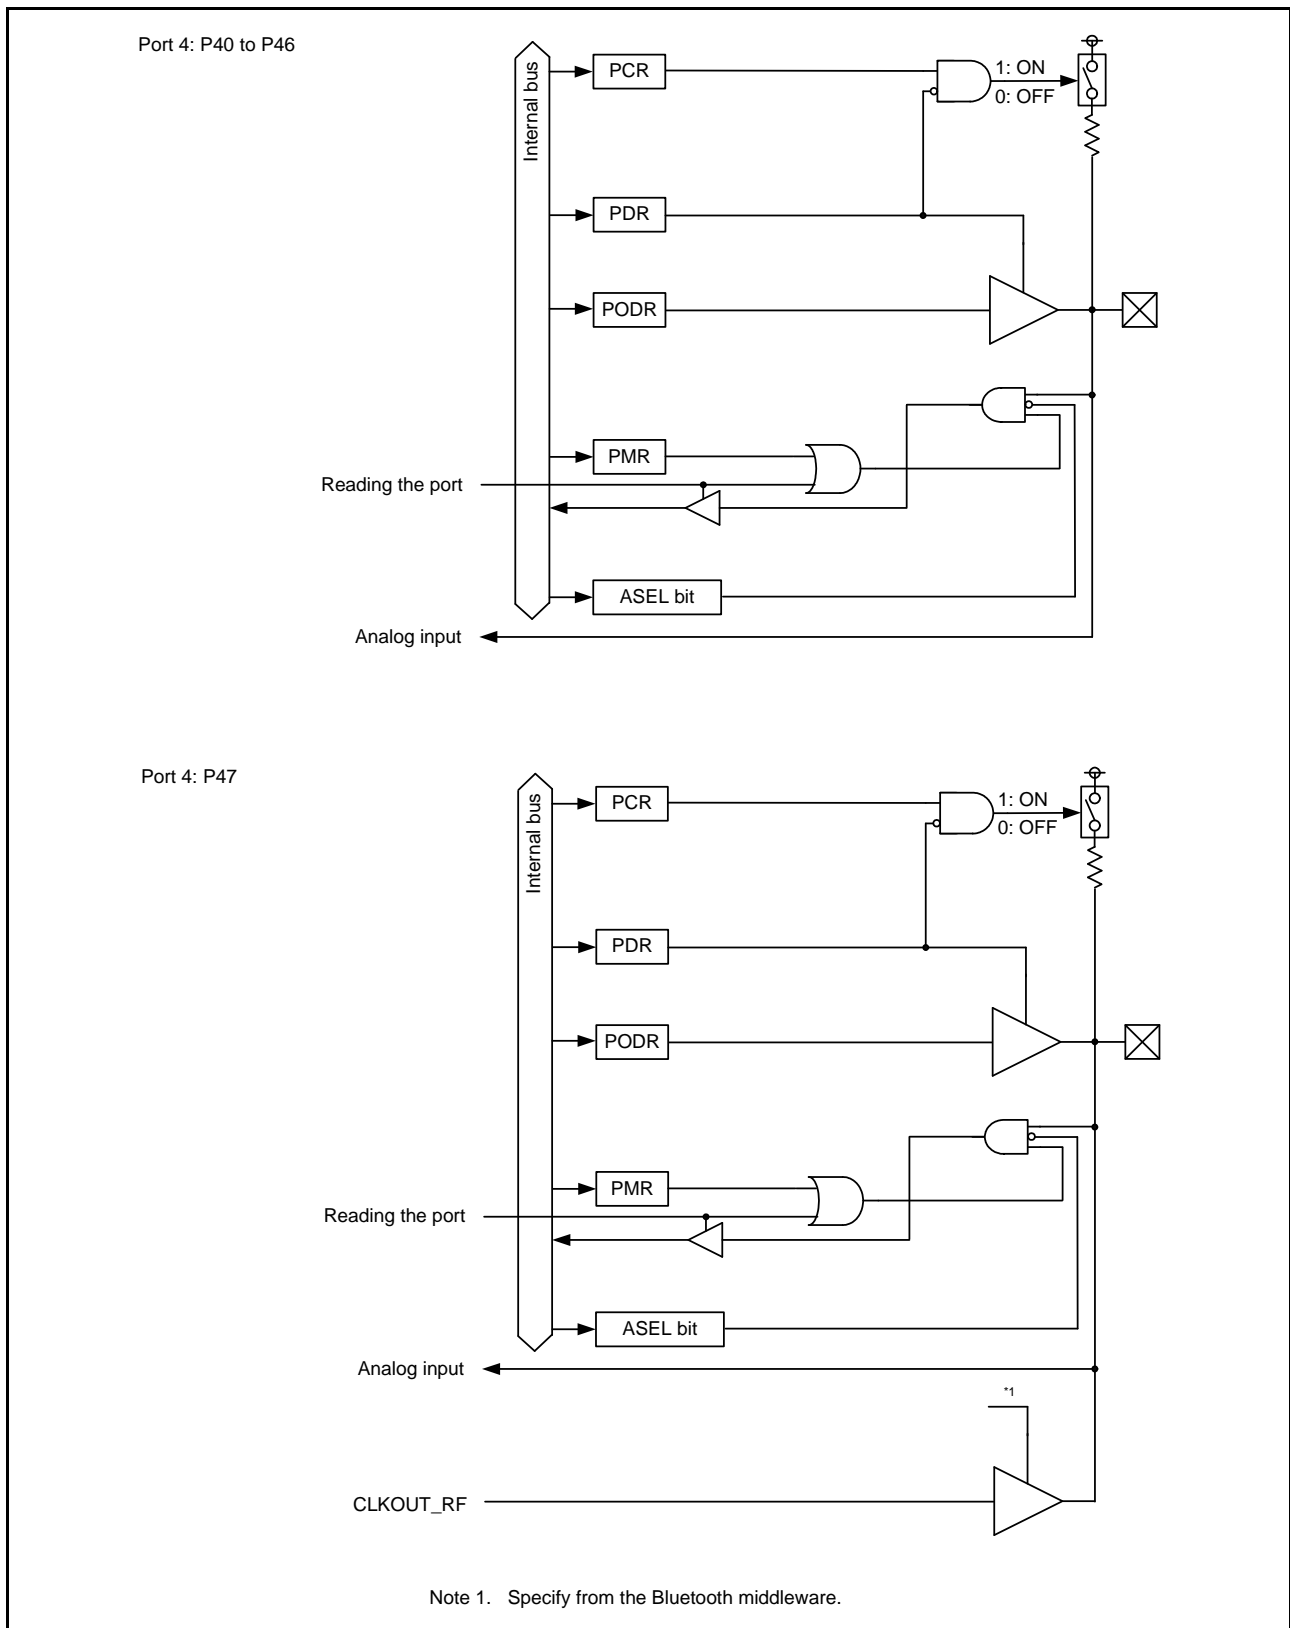 Port 4: P40 to P46
Internal bus
PCR
1: ON
0: OFF
PDR
PODR
PMR
Reading the port
ASEL bit
Analog input
Port 4: P47
Internal bus
PCR
1: ON
0: OFF
PDR
PODR
PMR
Reading the port
ASEL bit
Analog input
*1
CLKOUT_RF
Note 1. Specify from the Bluetooth middleware.